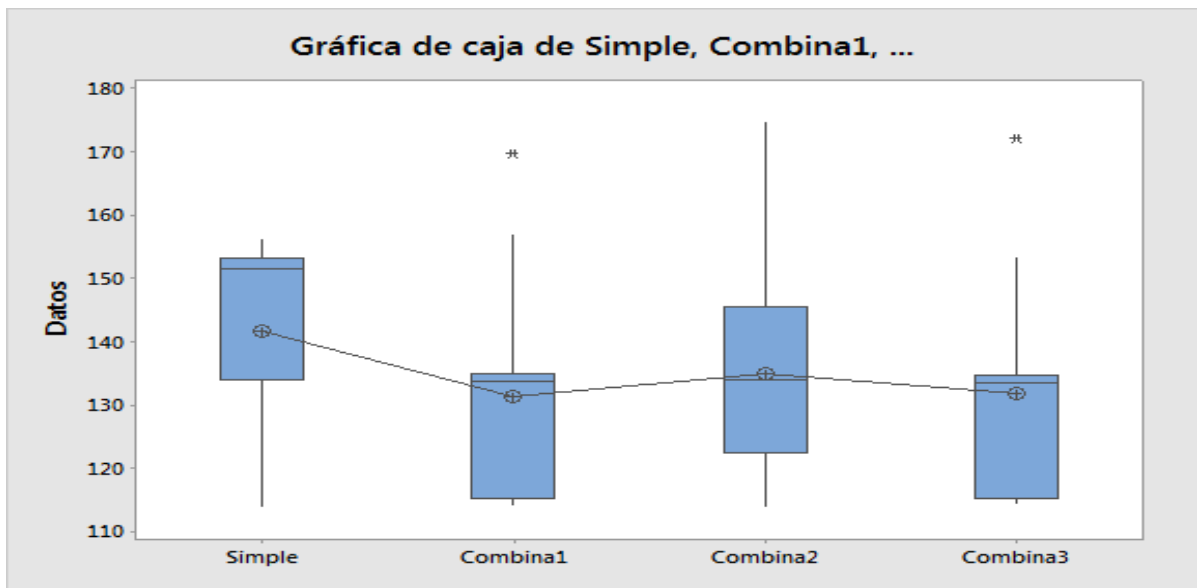 Gráfica de caja de Simple, Combina1, ...
Datos
180
170
160
150
140
130
120
110
Simple
Combina1
Combina2
Combina3